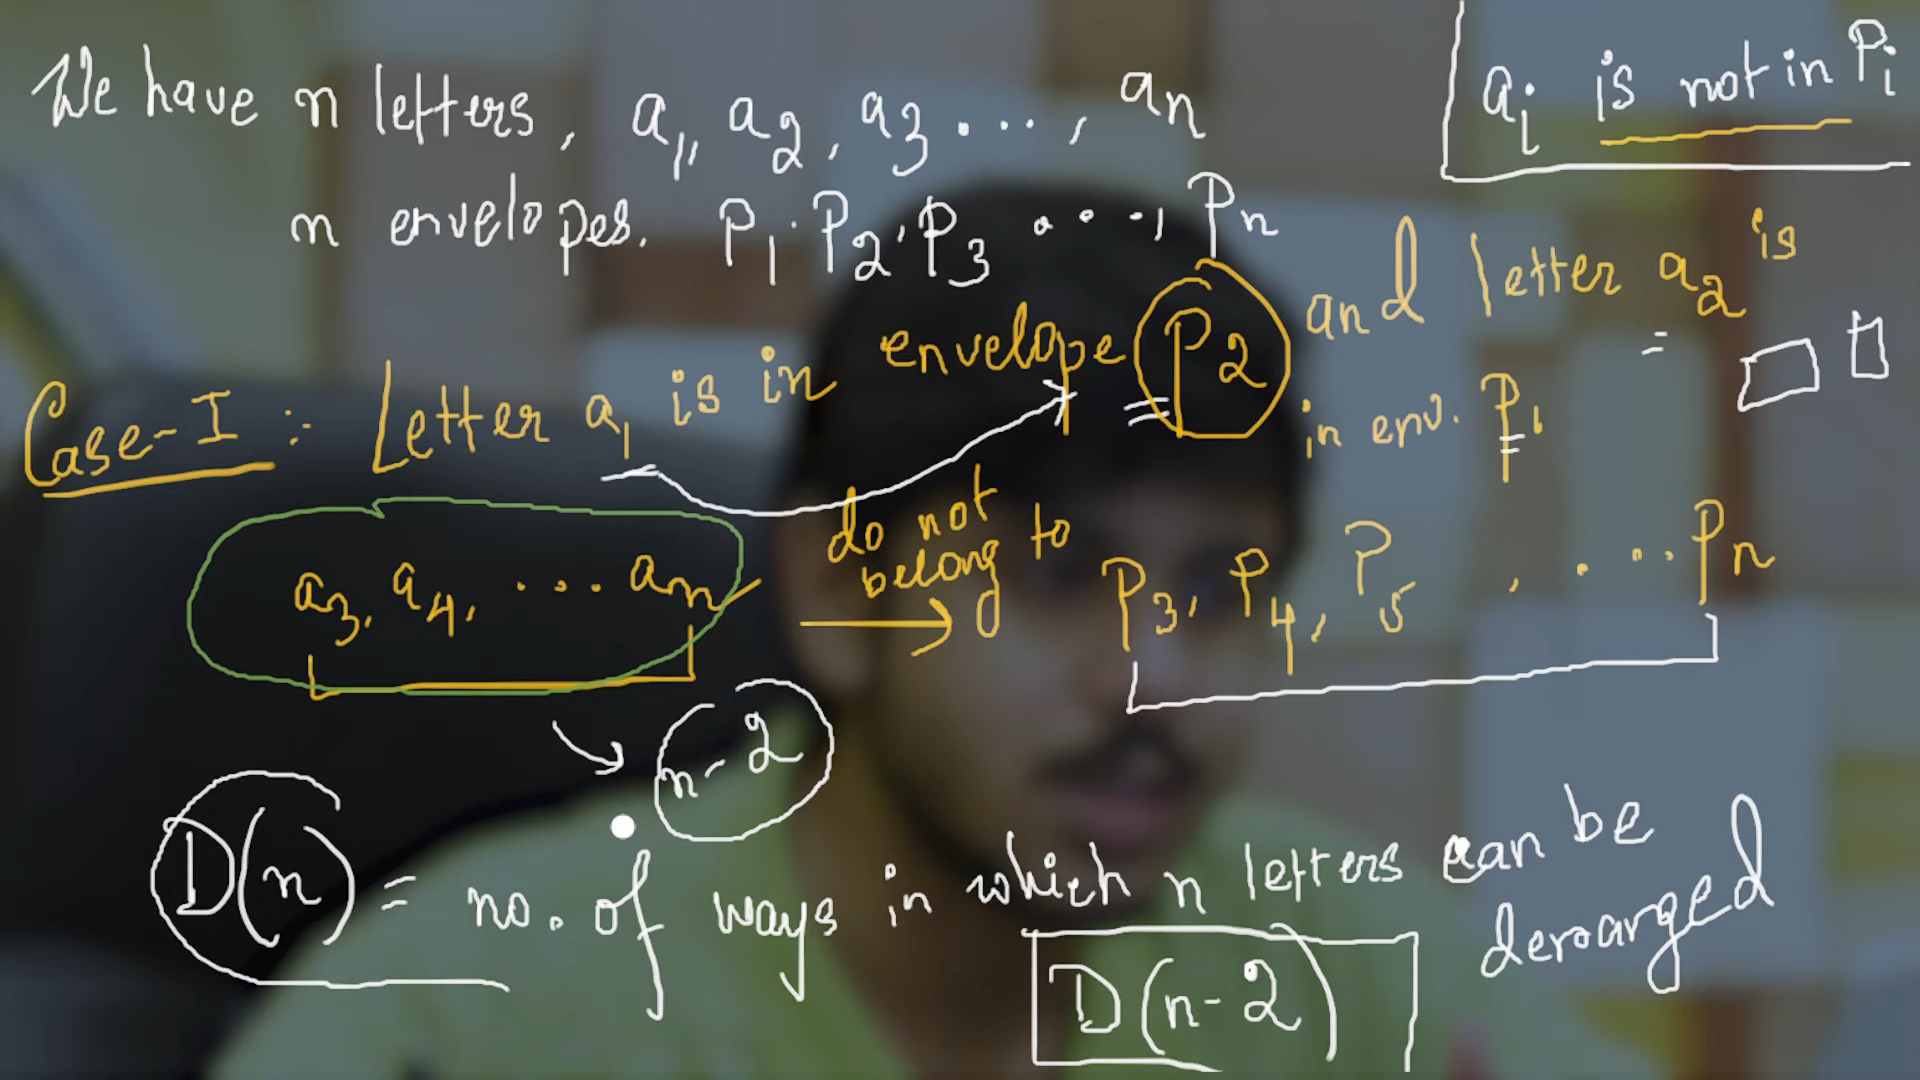 We have n letters, a1, a2, a3 ..., an
n envelopes. P1, P2, P3 ...., Pn
ai is not in Pi
Case-I :- Letter a1 is in envelope P2 and letter a2 is
in env. P1
a3, a4, ... an do not belong to P3, P4, P5, ... Pn
n-2
D(n) = no. of ways in which n letters can be
deroarged
D(n-2)